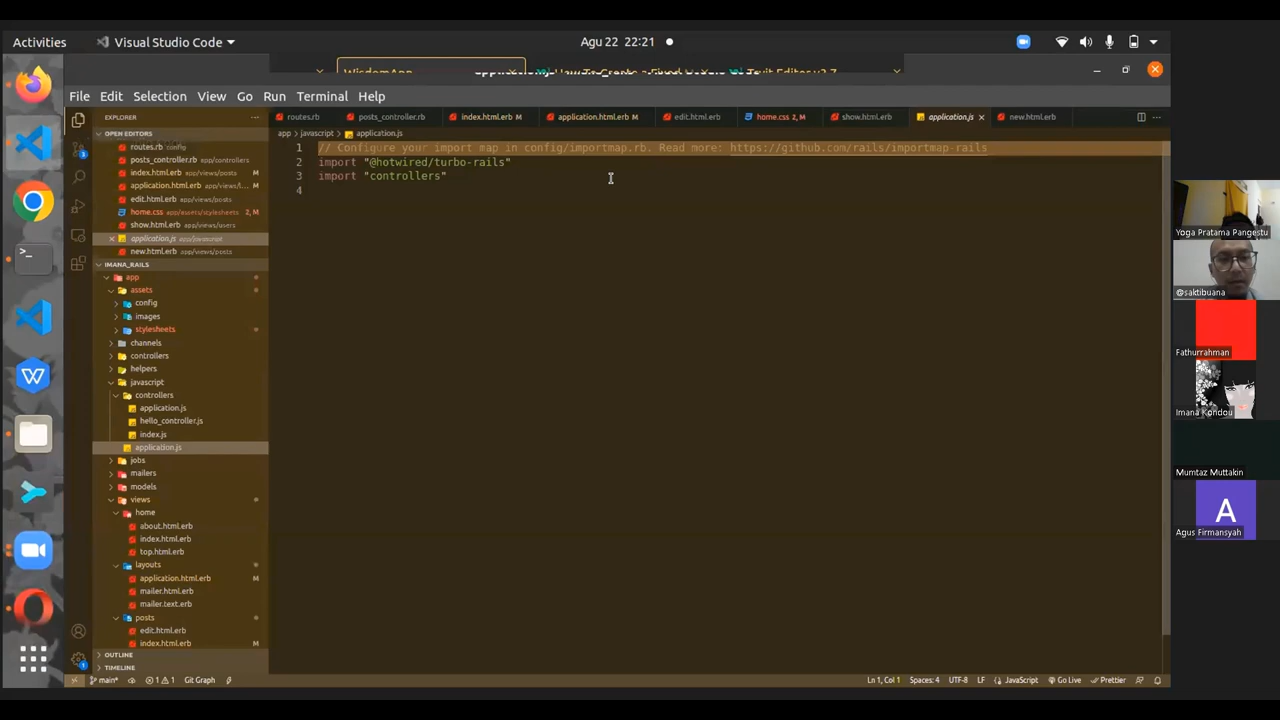 Activities
Visual Studio Code
Agu 22 22:21
WisdomApp
File Edit Selection View Go Run Terminal Help
EXPLORER
routes.rb
posts_controller.rb
index.html.erb M
application.html.erb M
edit.html.erb
home.css 2, M
show.html.erb
application.js
new.html.erb
OPEN EDITORS
routes.rb config
posts_controller.rb app/controllers
index.html.erb app/views/posts M
application.html.erb app/views/l... M
edit.html.erb app/views/posts
home.css app/assets/stylesheets 2, M
show.html.erb app/views/users
application.js app/javascript
new.html.erb app/views/posts
IMANA_RAILS
app
assets
config
images
stylesheets
channels
controllers
helpers
javascript
controllers
application.js
hello_controller.js
index.js
application.js
jobs
mailers
models
views
home
about.html.erb
index.html.erb
top.html.erb
layouts
application.html.erb M
mailer.html.erb
mailer.text.erb
posts
edit.html.erb
index.html.erb M
OUTLINE
TIMELINE
app > javascript > application.js
1 // Configure your import map in config/importmap.rb. Read more: https://github.com/rails/importmap-rails
2 import "@hotwired/turbo-rails"
3 import "controllers"
4
main* 1 1 Git Graph
Ln 1, Col 1 Spaces: 4 UTF-8 LF JavaScript Go Live Prettier
Yoga Pratama Pangestu
@saktibuana
Fathurrahman
Imana Kondou
Mumtaz Muttakin
A
Agus Firmansyah